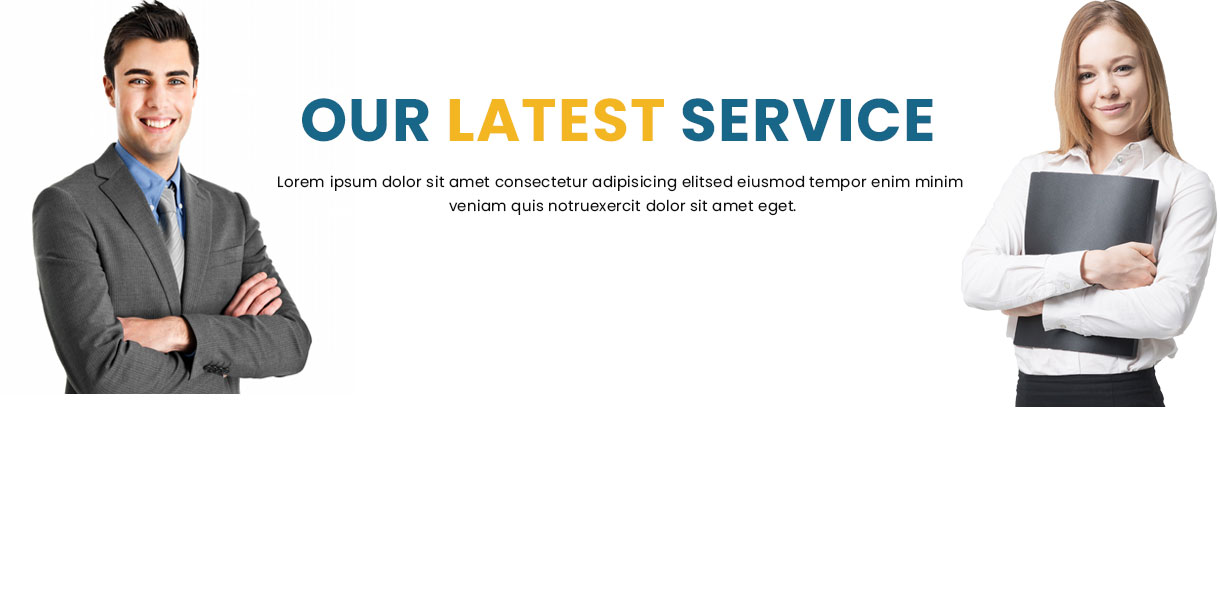 OUR LATEST SERVICE
Lorem ipsum dolor sit amet consectetur adipisicing elitsed eiusmod tempor enim minim
veniam quis notruexercit dolor sit amet eget.